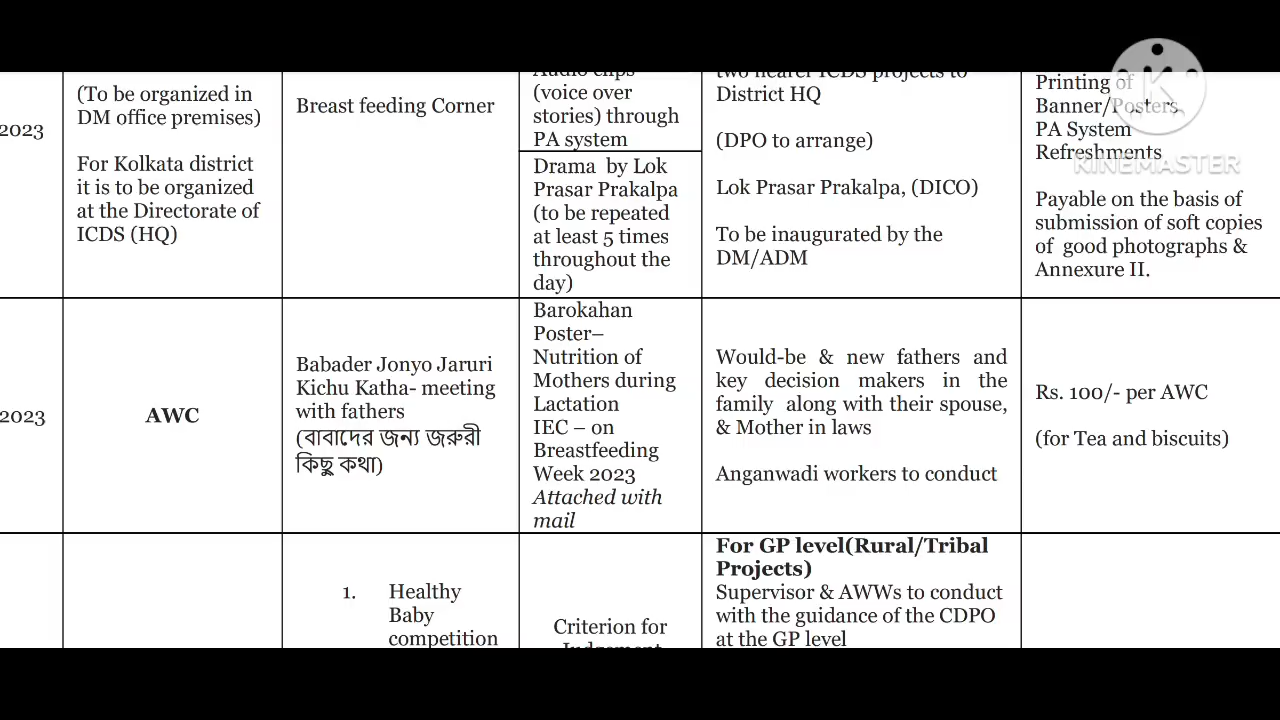 2023
(To be organized in
DM office premises)
For Kolkata district
it is to be organized
at the Directorate of
ICDS (HQ)
Breast feeding Corner
Audio clips
(voice over
stories) through
PA system
Drama by Lok
Prasar Prakalpa
(to be repeated
at least 5 times
throughout the
day)
two nearer ICDS projects to
District HQ
(DPO to arrange)
Lok Prasar Prakalpa, (DICO)
To be inaugurated by the
DM/ADM
Printing of
Banner/Posters
PA System
Refreshments
Payable on the basis of
submission of soft copies
of good photographs &
Annexure II.
KINEMASTER
2023
AWC
Babader Jonyo Jaruri
Kichu Katha- meeting
with fathers
(বাবাদের জন্য জরুরী
কিছু কথা)
Barokahan
Poster–
Nutrition of
Mothers during
Lactation
IEC – on
Breastfeeding
Week 2023
Attached with
mail
Would-be & new fathers and
key decision makers in the
family along with their spouse,
& Mother in laws
Anganwadi workers to conduct
Rs. 100/- per AWC
(for Tea and biscuits)
1. Healthy
Baby
competition
Criterion for
Judgement
For GP level(Rural/Tribal
Projects)
Supervisor & AWWs to conduct
with the guidance of the CDPO
at the GP level